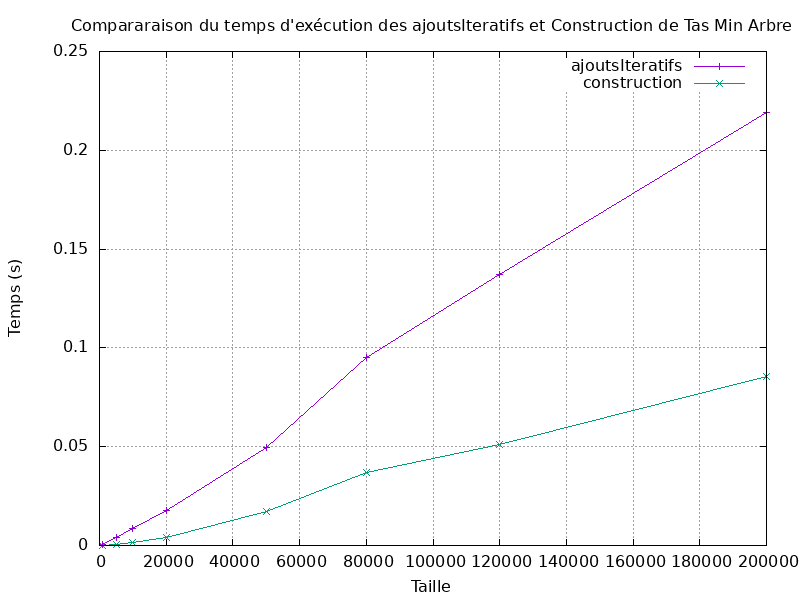 Compararaison du temps d'exécution des ajoutsIteratifs et Construction de Tas Min Arbre
0.25
ajoutsIteratifs
construction
0.2
0.15
Temps (s)
0.1
0.05
0
0 20000 40000 60000 80000 100000 120000 140000 160000 180000 200000
Taille